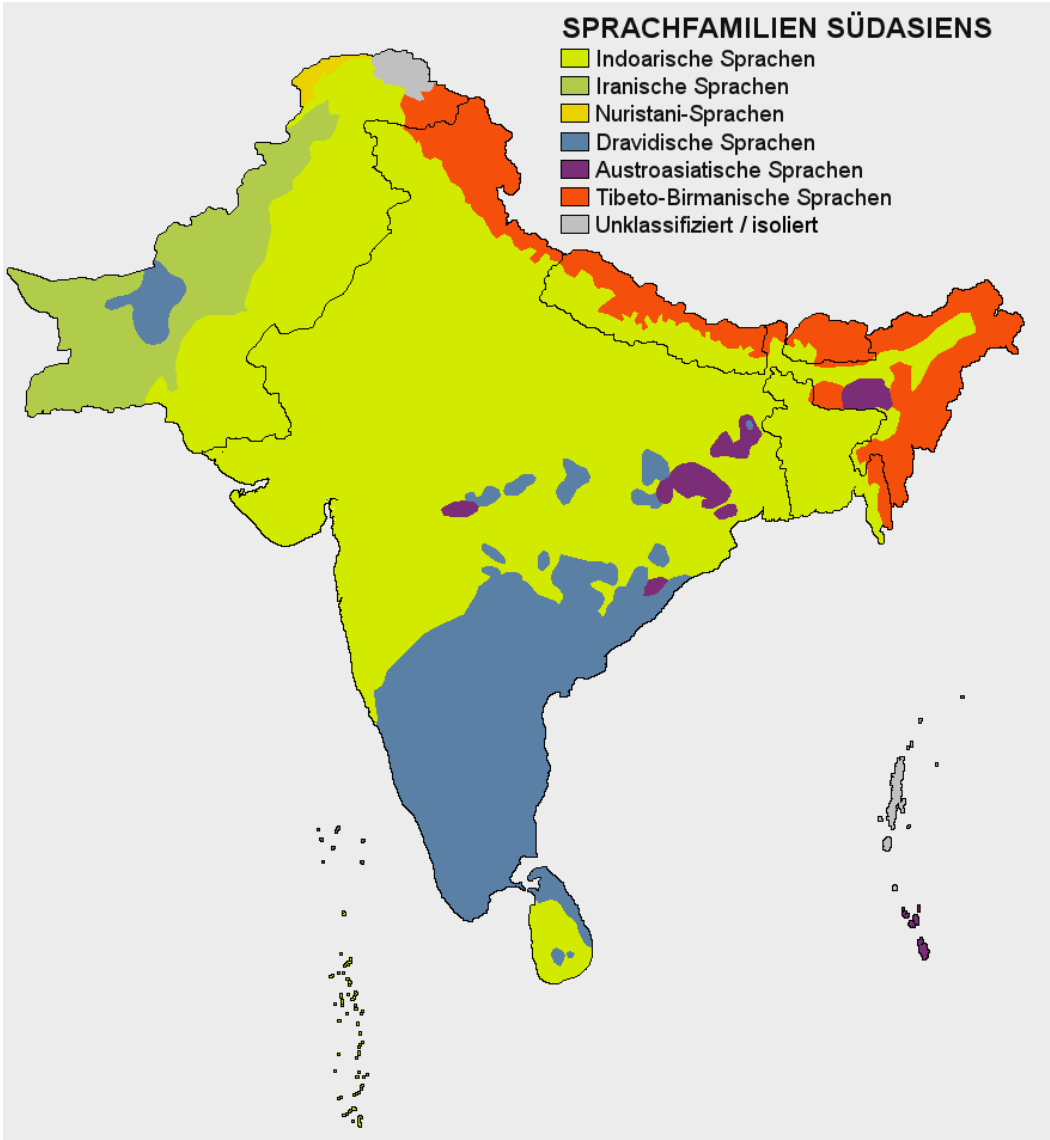 SPRACHFAMILIEN SÜDASIENS
Indoarische Sprachen
Iranische Sprachen
Nuristani-Sprachen
Dravidische Sprachen
Austroasiatische Sprachen
Tibeto-Birmanische Sprachen
Unklassifiziert / isoliert